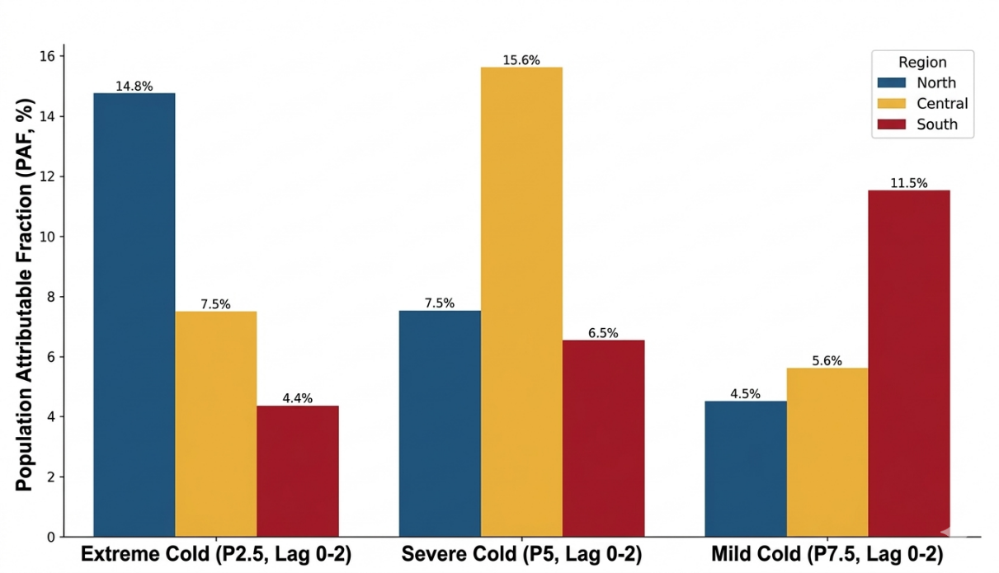 Population Attributable Fraction (PAF, %)
16
14
12
10
8
6
4
2
0
14.8%
7.5%
4.4%
7.5%
15.6%
6.5%
4.5%
5.6%
11.5%
Region
North
Central
South
Extreme Cold (P2.5, Lag 0-2)
Severe Cold (P5, Lag 0-2)
Mild Cold (P7.5, Lag 0-2)